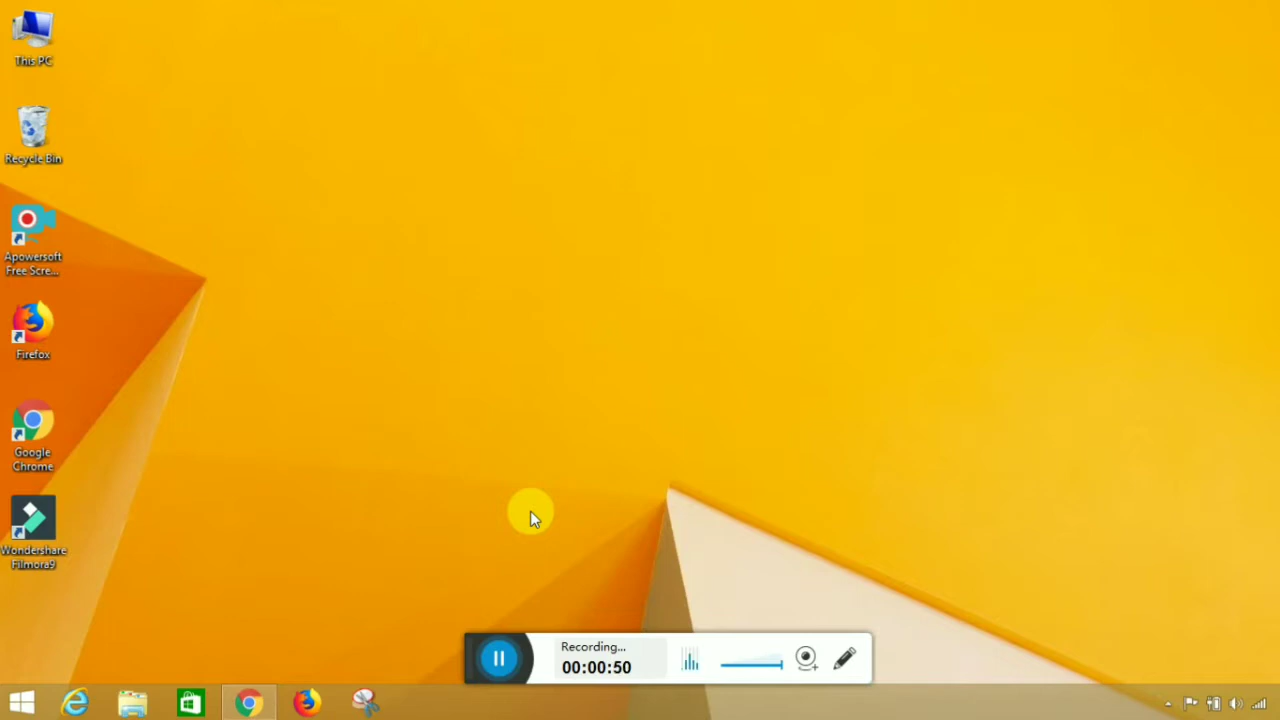 This PC
Recycle Bin
Apowersoft
Free Scre...
Firefox
Google
Chrome
Wondershare
Filmora9
Recording...
00:00:50